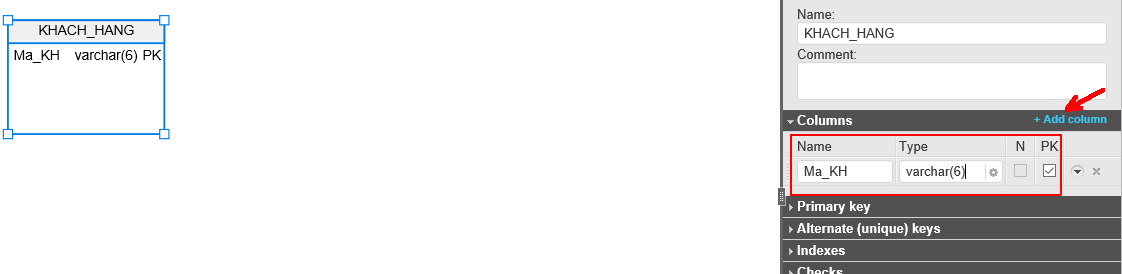 KHACH_HANG
Ma_KH varchar(6) PK
Name:
KHACH_HANG
Comment:
Columns + Add column
Name Type N PK
Ma_KH varchar(6)
Primary key
Alternate (unique) keys
Indexes
Checks